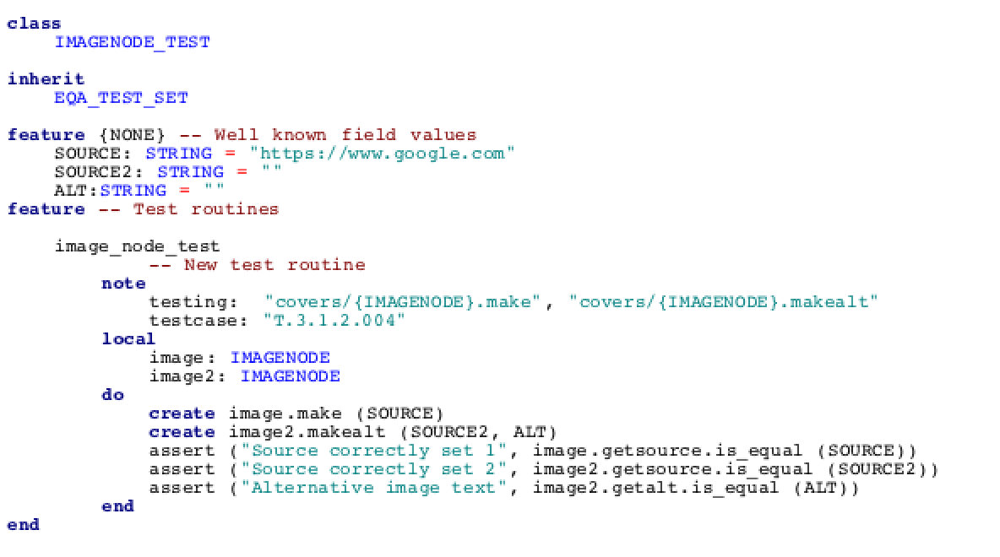 class
IMAGENODE_TEST
inherit
EQA_TEST_SET
feature {NONE} -- Well known field values
SOURCE: STRING = "https://www.google.com"
SOURCE2: STRING = ""
ALT:STRING = ""
feature -- Test routines
image_node_test
-- New test routine
note
testing:  "covers/{IMAGENODE}.make", "covers/{IMAGENODE}.makealt"
testcase: "T.3.1.2.004"
local
image: IMAGENODE
image2: IMAGENODE
do
create image.make (SOURCE)
create image2.makealt (SOURCE2, ALT)
assert ("Source correctly set 1", image.getsource.is_equal (SOURCE))
assert ("Source correctly set 2", image2.getsource.is_equal (SOURCE2))
assert ("Alternative image text", image2.getalt.is_equal (ALT))
end
end